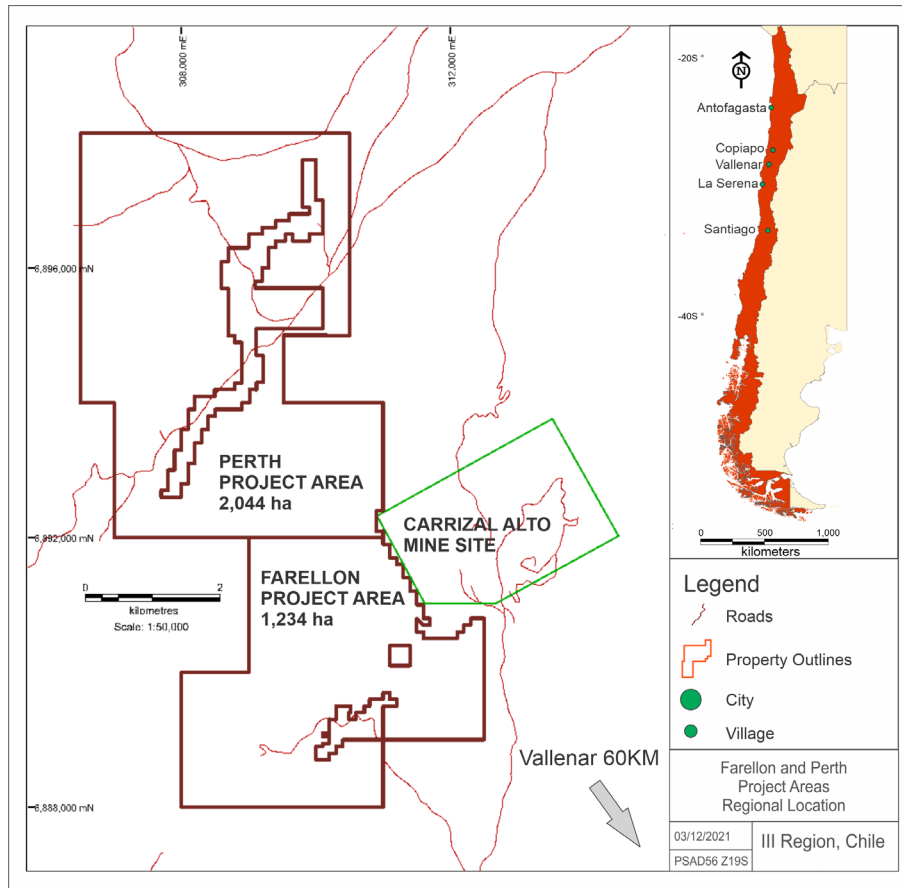 308,000 mE
312,000 mE
6,896,000 mN
6,892,000 mN
6,888,000 mN
PERTH
PROJECT AREA
2,044 ha
CARRIZAL ALTO
MINE SITE
FARELLON
PROJECT AREA
1,234 ha
0 2
kilometres
Scale: 1:50,000
Vallenar 60KM
-20S °
N
Antofagasta
Copiapo
Vallenar
La Serena
Santiago
-40S °
0 500 1,000
kilometers
Legend
Roads
Property Outlines
City
Village
Farellon and Perth
Project Areas
Regional Location
03/12/2021
PSAD56 Z19S
III Region, Chile